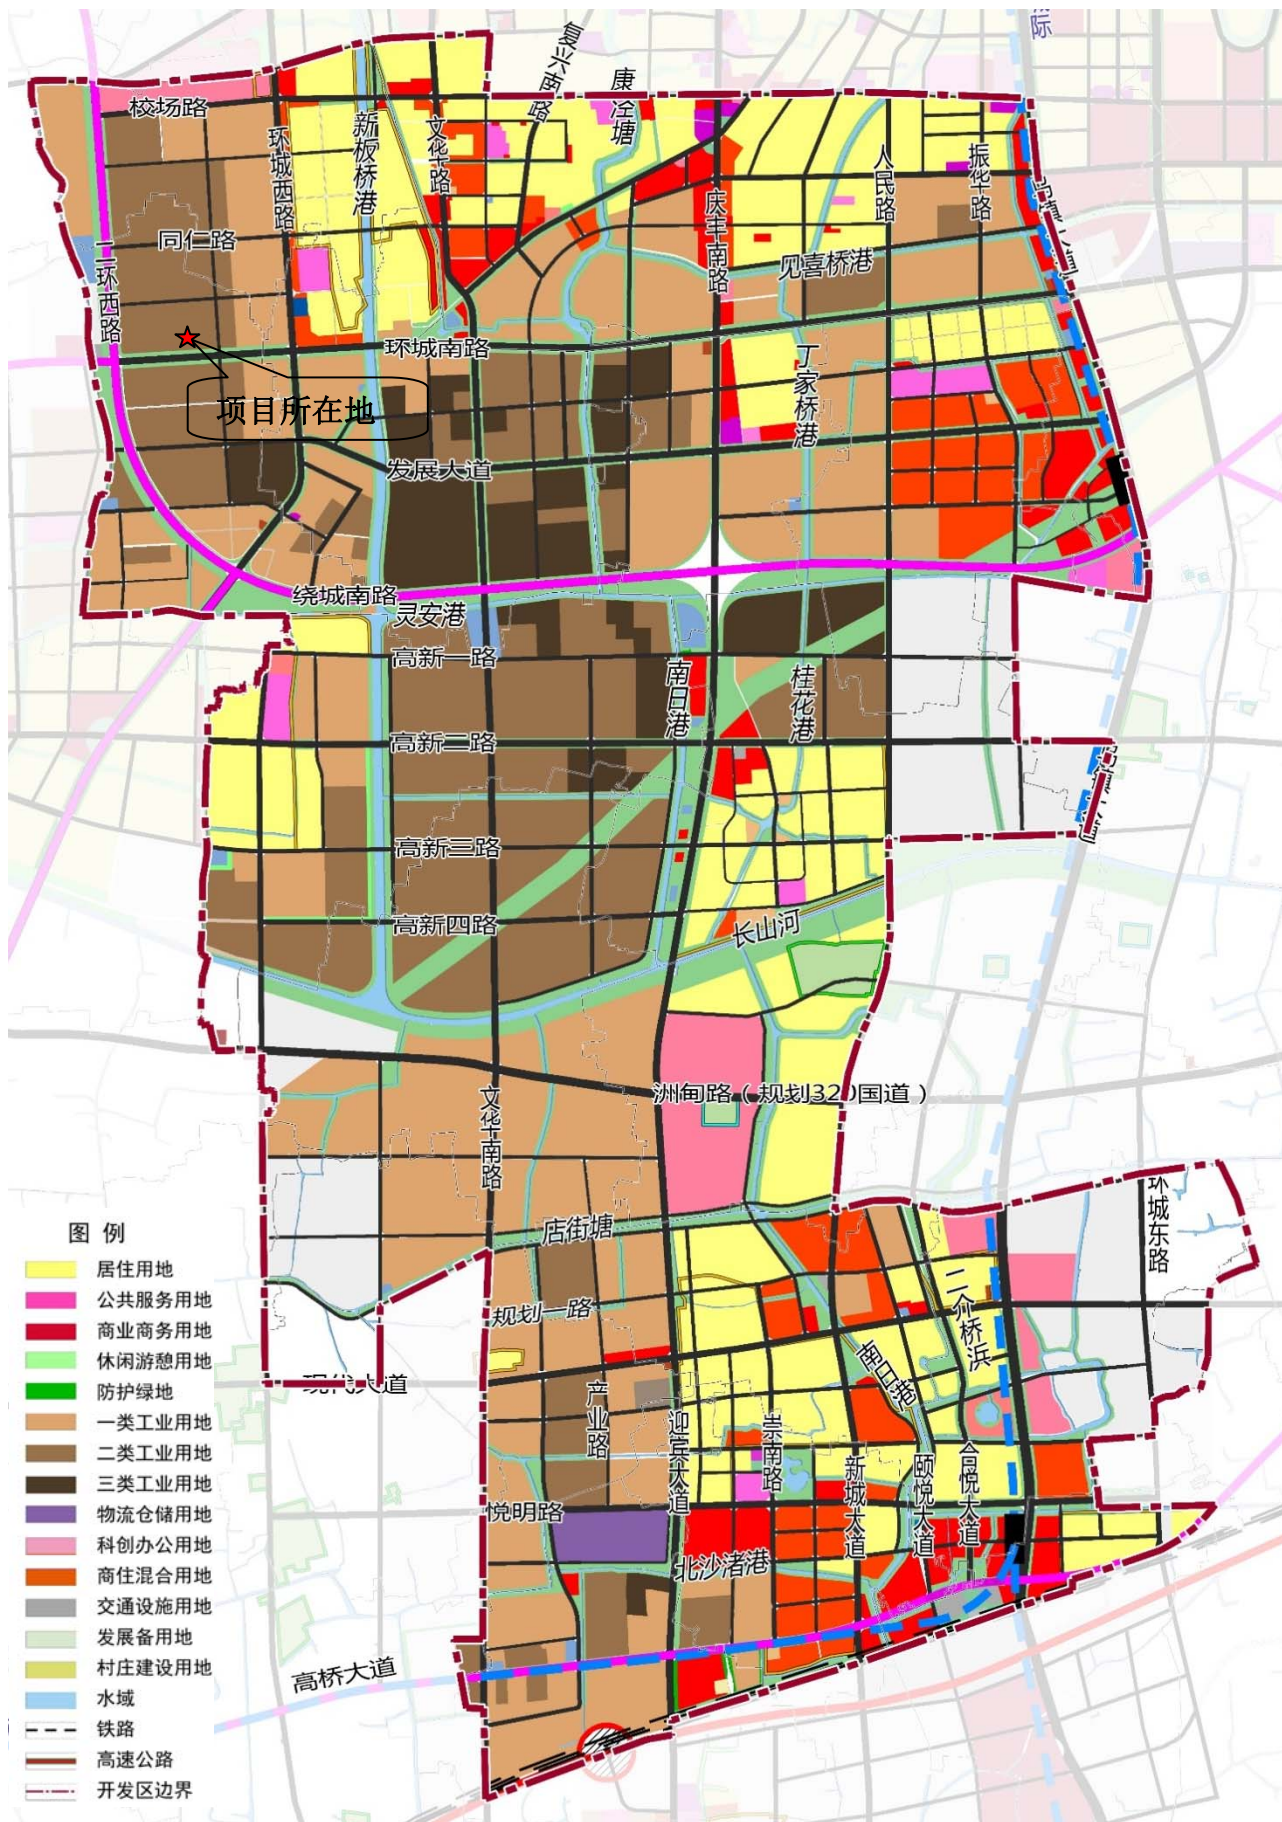 际
复兴南路
康泾塘
校场路
环城西路
新板桥港
文华路
人民路
振华路
庆丰南路
同仁路
二环西路
见喜桥港
环城南路
丁家桥港
项目所在地
发展大道
绕城南路
灵安港
高新一路
南日港
桂花港
高新二路
高新三路
高新四路
长山河
洲甸路（规划320国道）
文华南路
环城东路
店街塘
二介桥浜
规划一路
南日港
现代大道
产业路
迎宾大道
崇南路
新城大道
颐悦大道
合悦大道
悦明路
北沙渚港
高桥大道
图 例
居住用地
公共服务用地
商业商务用地
休闲游憩用地
防护绿地
一类工业用地
二类工业用地
三类工业用地
物流仓储用地
科创办公用地
商住混合用地
交通设施用地
发展备用地
村庄建设用地
水域
铁路
高速公路
开发区边界